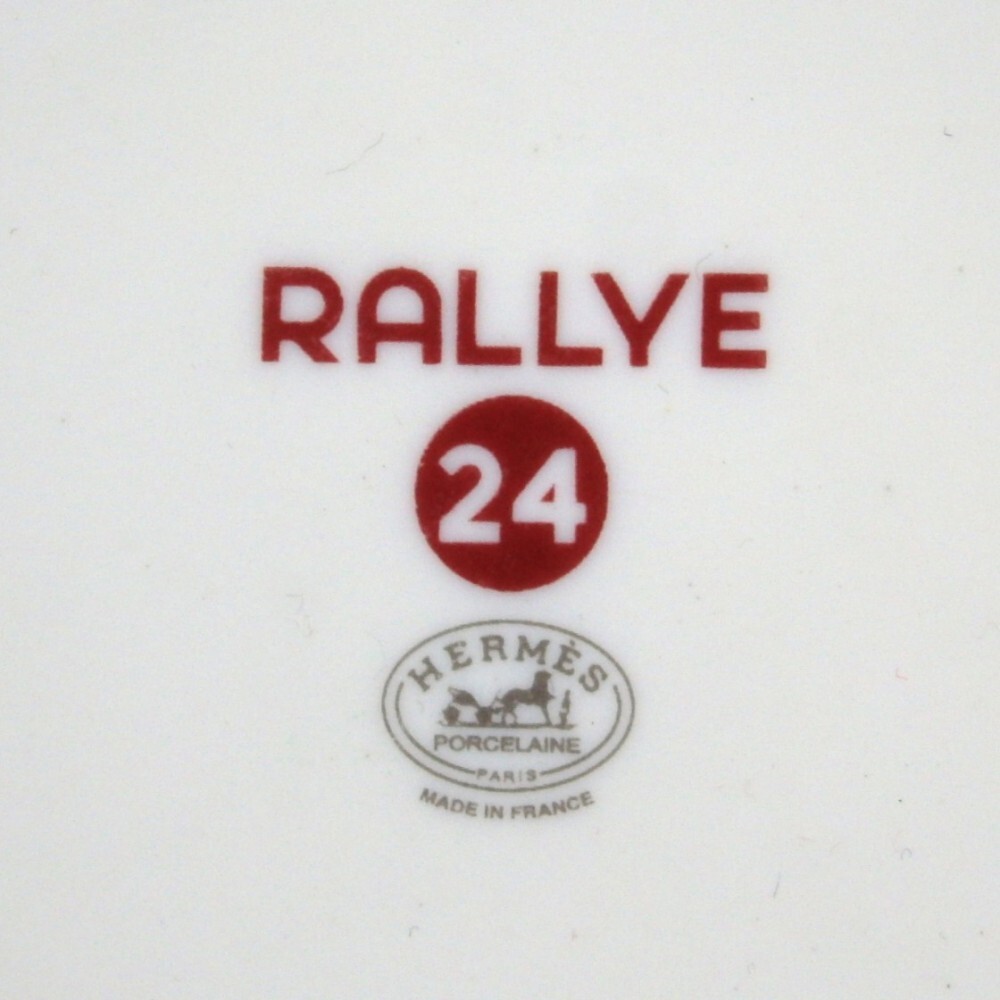 RALLYE
24
HERMÈS
PORCELAINE
PARIS
MADE IN FRANCE